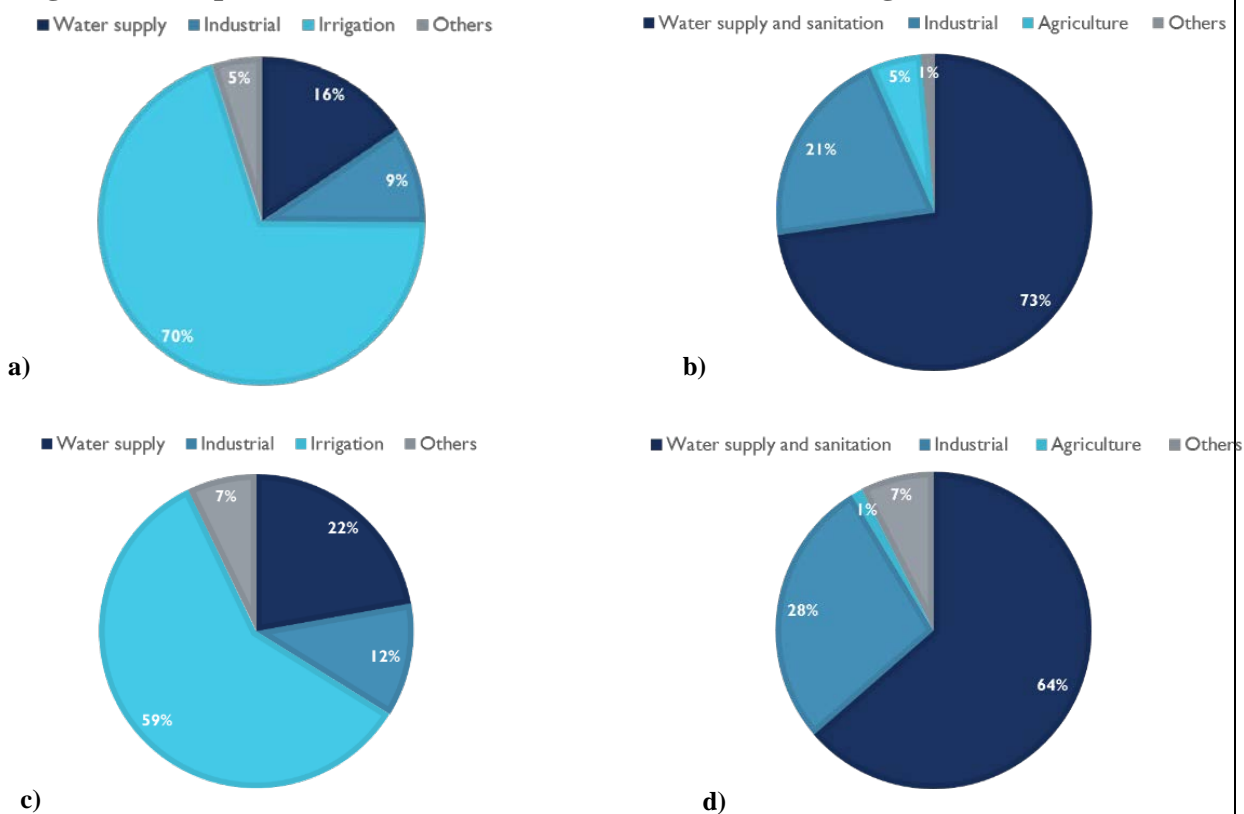 Water supply Industrial Irrigation Others
5%
16%
9%
70%
a)
Water supply and sanitation Industrial Agriculture Others
5% 1%
21%
73%
b)
Water supply Industrial Irrigation Others
7%
22%
12%
59%
c)
Water supply and sanitation Industrial Agriculture Others
7%
1%
28%
64%
d)